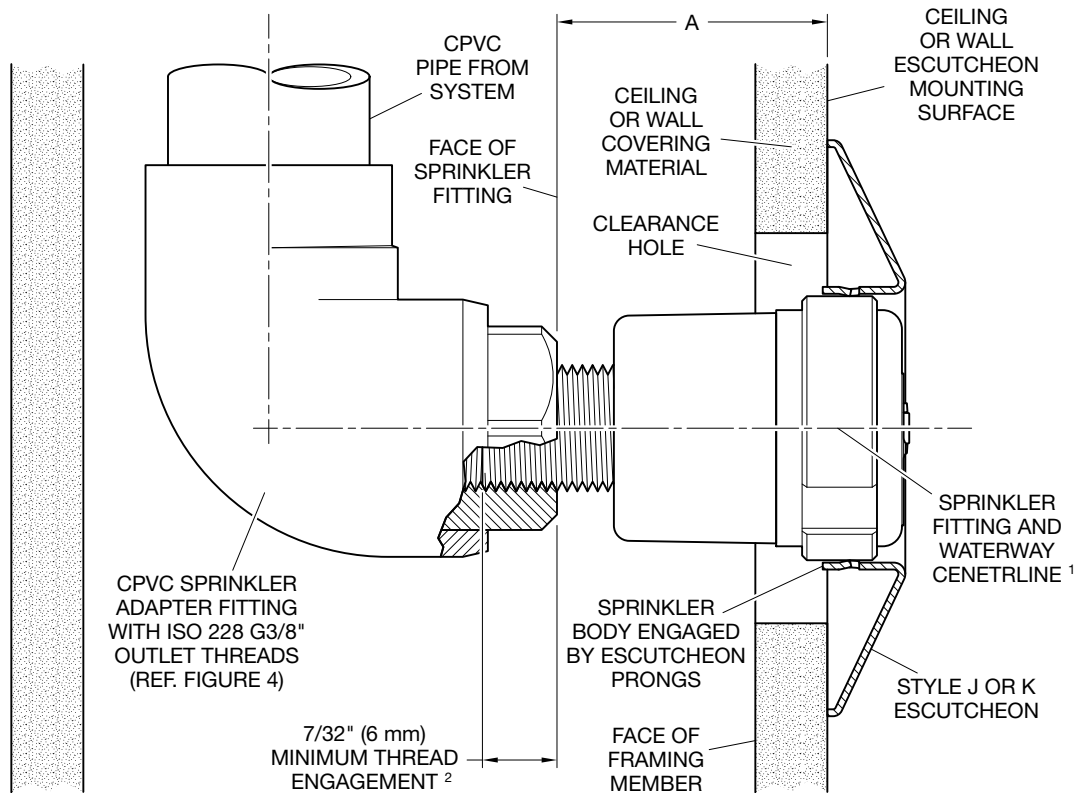 A
CEILING
OR WALL
ESCUTCHEON
MOUNTING
SURFACE
CPVC
PIPE FROM
SYSTEM
CEILING
OR WALL
COVERING
MATERIAL
FACE OF
SPRINKLER
FITTING
CLEARANCE
HOLE
SPRINKLER
FITTING AND
WATERWAY
CENETRLINE ¹
CPVC SPRINKLER
ADAPTER FITTING
WITH ISO 228 G3/8"
OUTLET THREADS
(REF. FIGURE 4)
SPRINKLER
BODY ENGAGED
BY ESCUTCHEON
PRONGS
STYLE J OR K
ESCUTCHEON
7/32" (6 mm)
MINIMUM THREAD
ENGAGEMENT ²
FACE OF
FRAMING
MEMBER